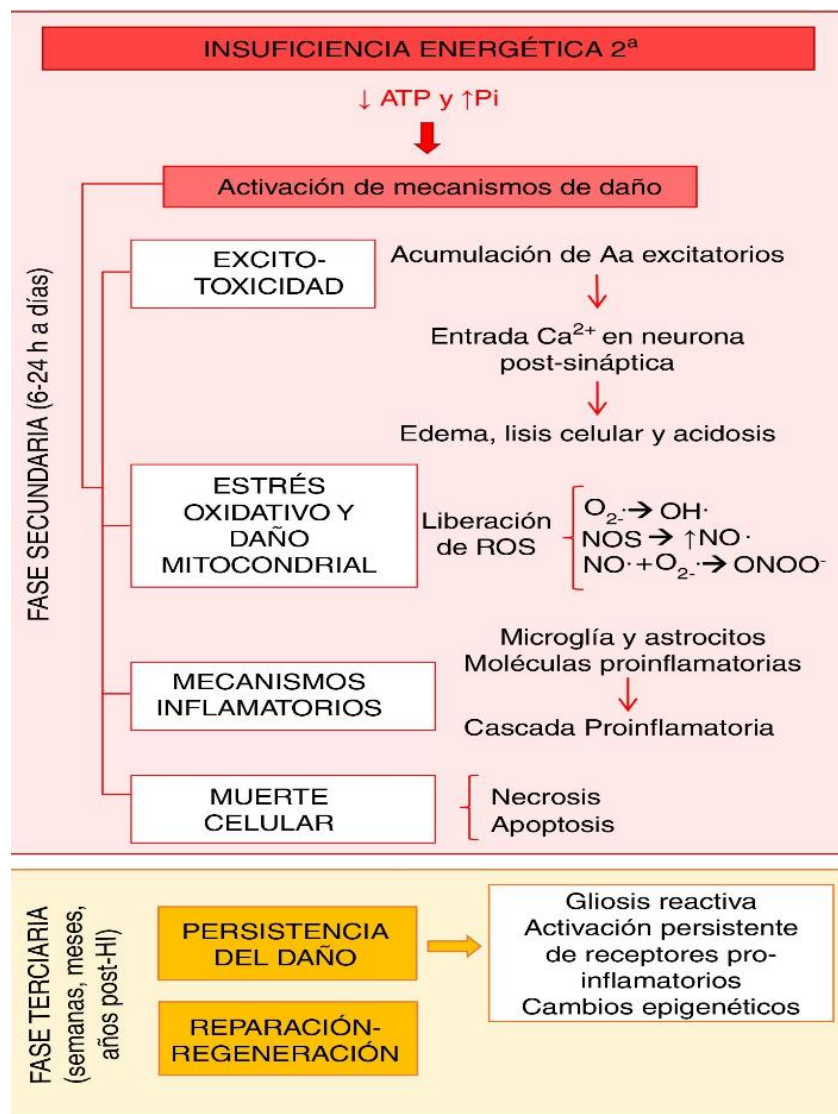 INSUFICIENCIA ENERGÉTICA 2ª
↓ ATP y ↑Pi
Activación de mecanismos de daño
FASE SECUNDARIA (6-24 h a días)
EXCITO-
TOXICIDAD
Acumulación de Aa excitatorios
Entrada Ca²⁺ en neurona
post-sináptica
Edema, lisis celular y acidosis
ESTRÉS
OXIDATIVO Y
DAÑO
MITOCONDRIAL
Liberación
de ROS
O₂-· → OH·
NOS → ↑NO·
NO· + O₂-· → ONOO⁻
MECANISMOS
INFLAMATORIOS
Microglía y astrocitos
Moléculas proinflamatorias
Cascada Proinflamatoria
MUERTE
CELULAR
Necrosis
Apoptosis
FASE TERCIARIA
(semanas, meses,
años post-HI)
PERSISTENCIA
DEL DAÑO
Gliosis reactiva
Activación persistente
de receptores pro-
inflamatorios
Cambios epigenéticos
REPARACIÓN-
REGENERACIÓN